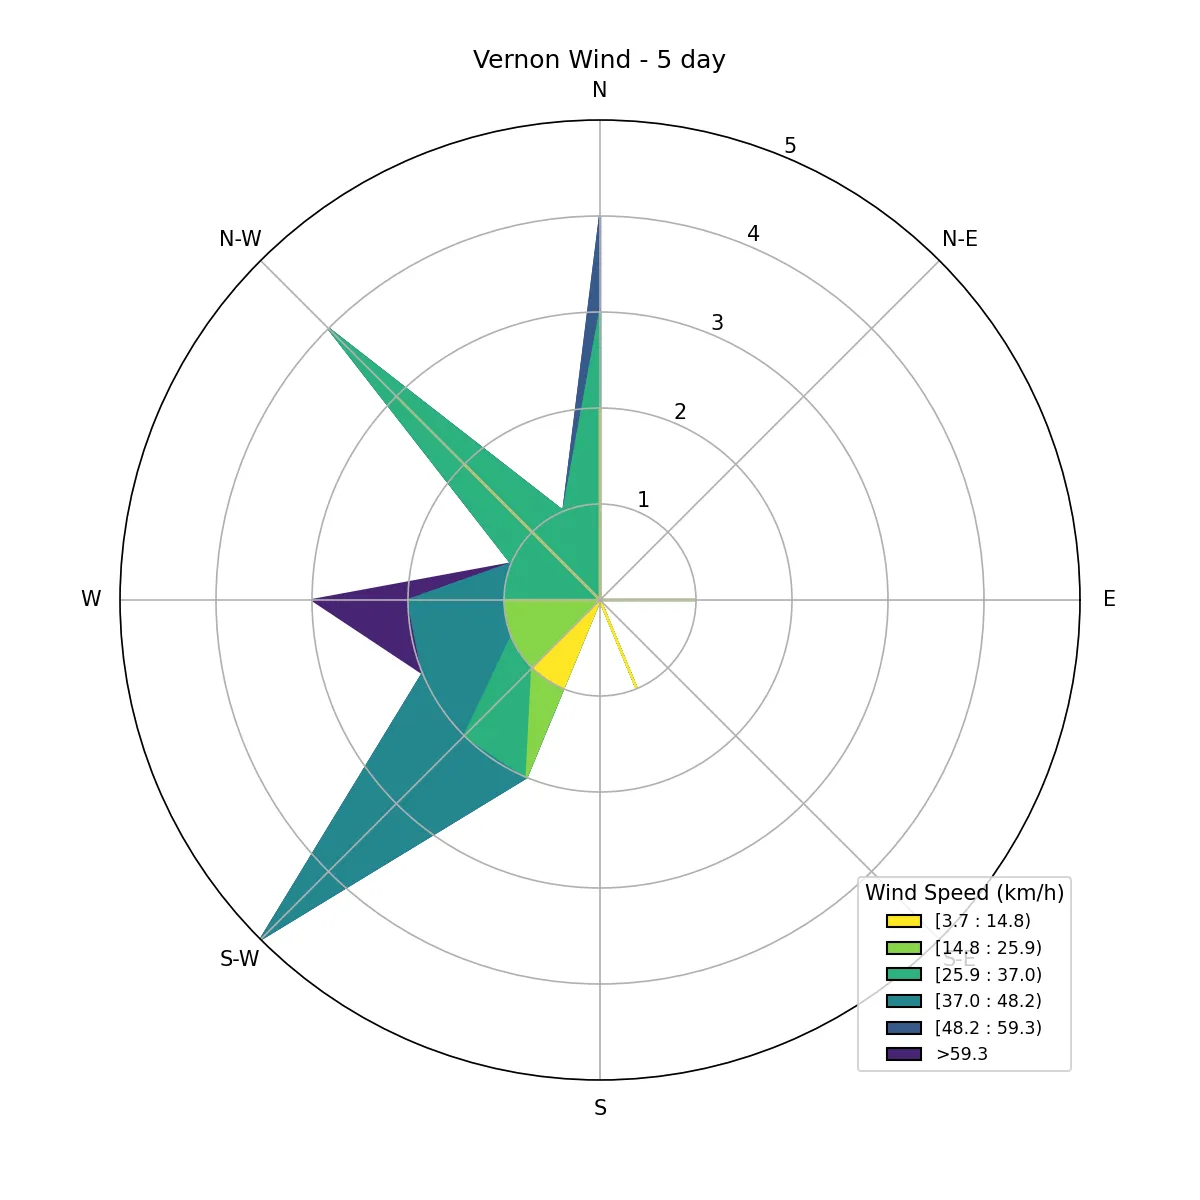 Vernon Wind - 5 day
N
5
N-W
N-E
4
3
2
1
W
E
S-W
S-E
Wind Speed (km/h)
[3.7 : 14.8)
[14.8 : 25.9)
[25.9 : 37.0)
[37.0 : 48.2)
[48.2 : 59.3)
>59.3
S